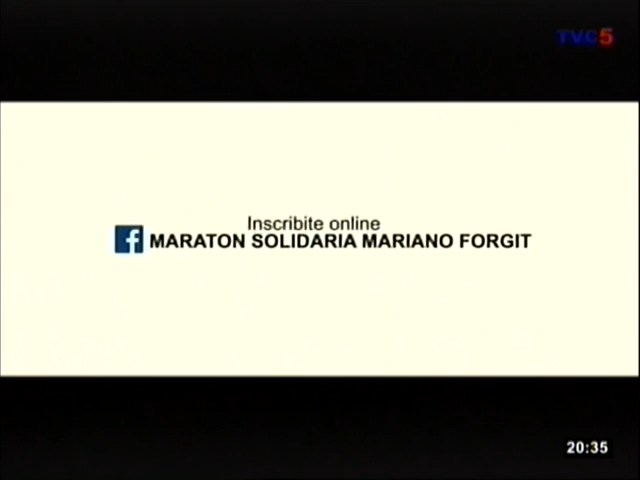 TVC5
Inscribite online
MARATON SOLIDARIA MARIANO FORGIT
20:35